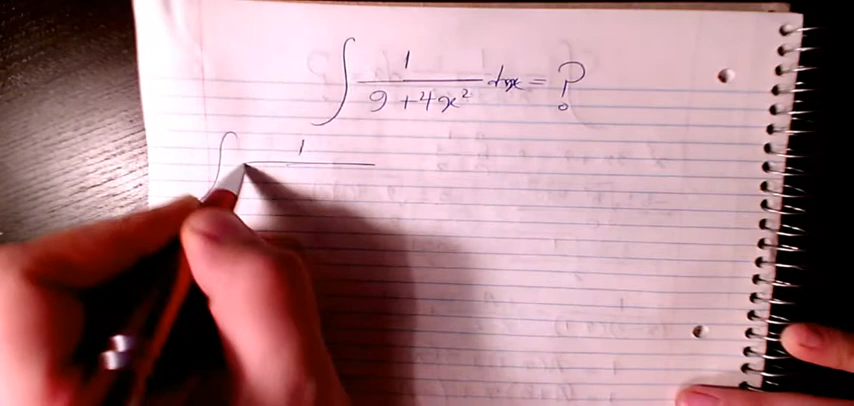 ∫ 1/(9 + 4x²) dx = ?
∫ 1